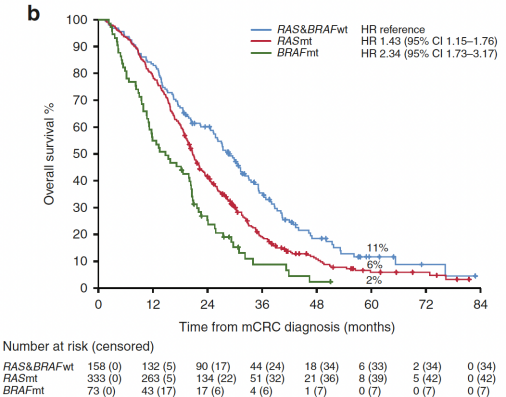 b
RAS&BRAFwt HR reference
RASmt HR 1.43 (95% CI 1.15–1.76)
BRAFmt HR 2.34 (95% CI 1.73–3.17)
Overall survival %
100
90
80
70
60
50
40
30
20
10
0
11%
6%
2%
0 12 24 36 48 60 72 84
Time from mCRC diagnosis (months)
Number at risk (censored)
RAS&BRAFwt 158 (0) 132 (5) 90 (17) 44 (24) 18 (34) 6 (33) 2 (34) 0 (34)
RASmt 333 (0) 263 (5) 134 (22) 51 (32) 21 (36) 8 (39) 5 (42) 0 (42)
BRAFmt 73 (0) 43 (17) 17 (6) 4 (6) 1 (7) 0 (7) 0 (7) 0 (7)